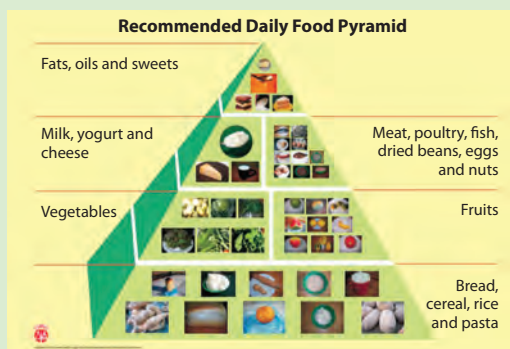 Recommended Daily Food Pyramid
Fats, oils and sweets
Milk, yogurt and
cheese
Meat, poultry, fish,
dried beans, eggs
and nuts
Vegetables
Fruits
Bread,
cereal, rice
and pasta